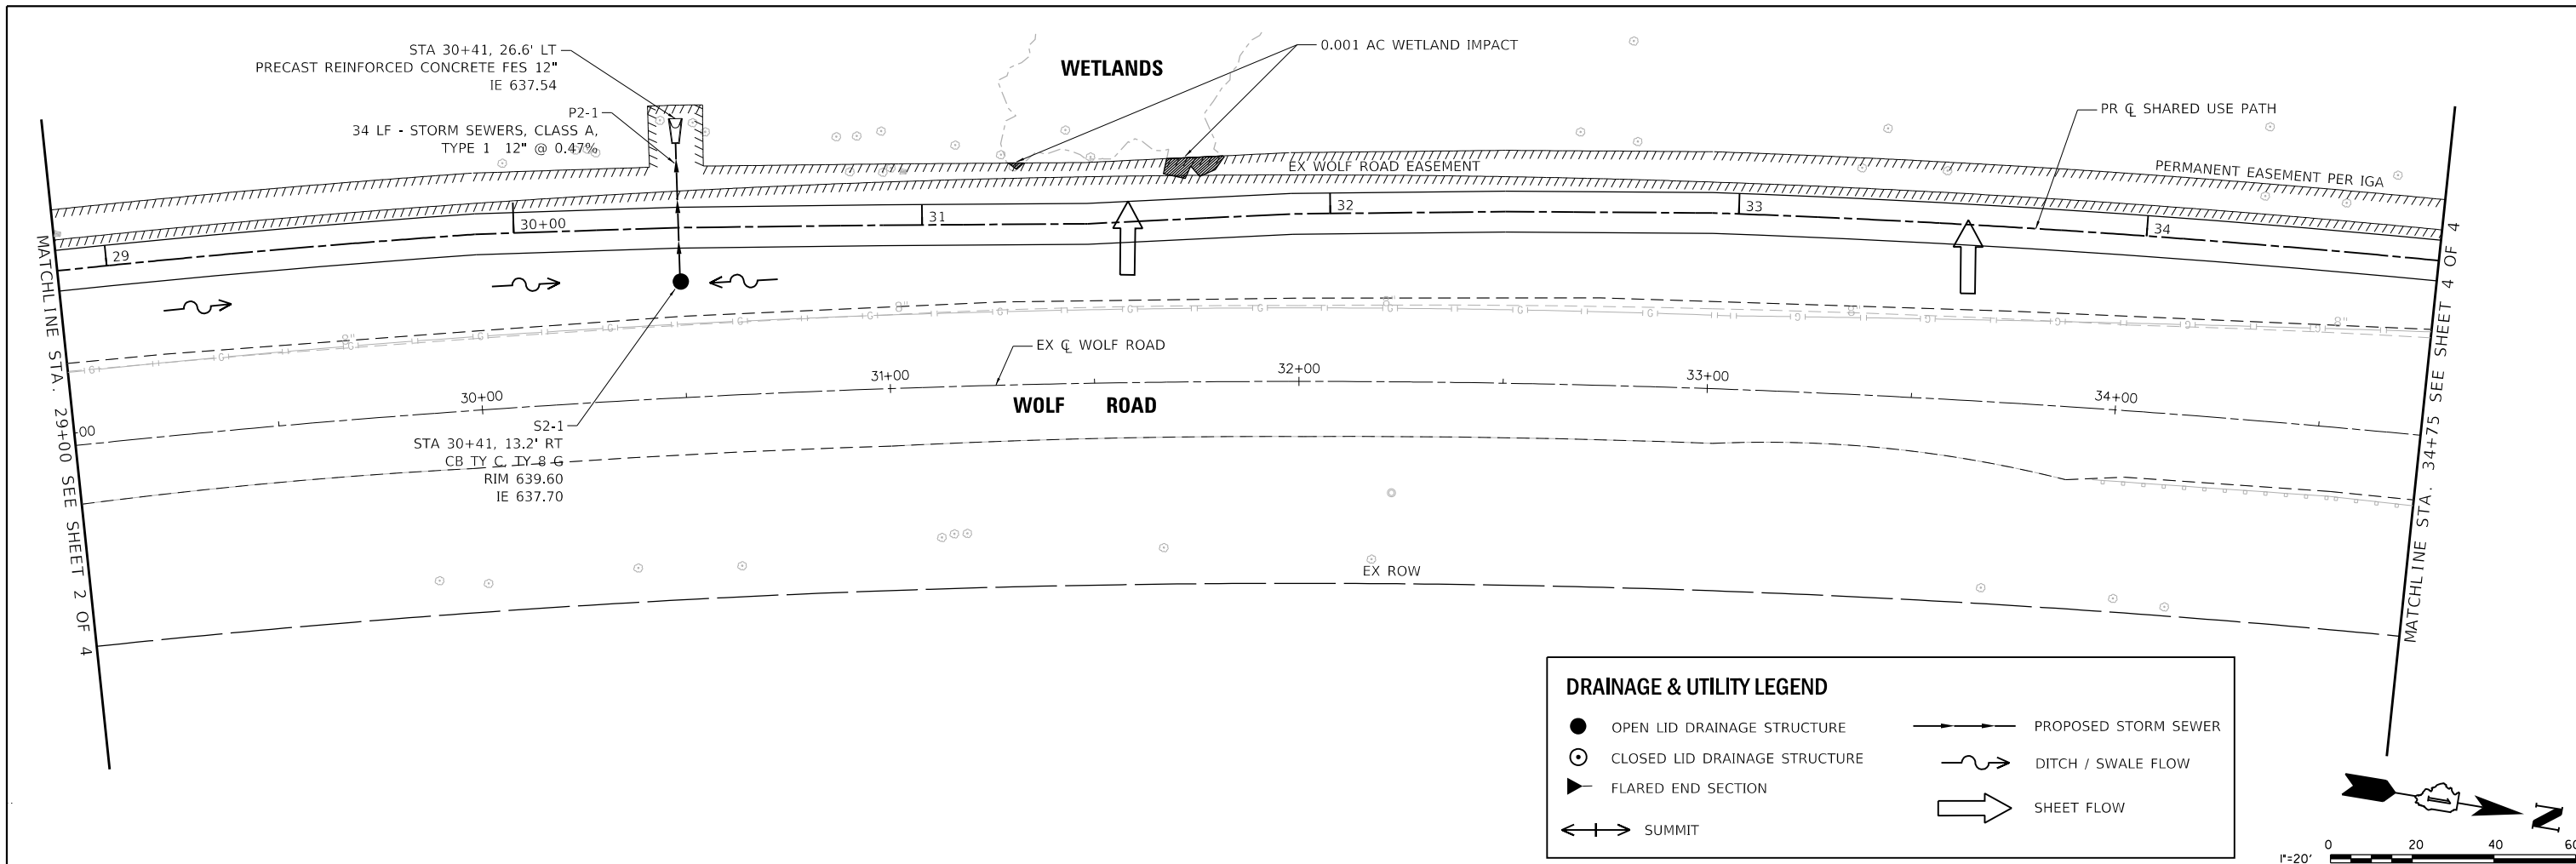 STA 30+41, 26.6' LT
PRECAST REINFORCED CONCRETE FES 12"
IE 637.54
P2-1
34 LF - STORM SEWERS, CLASS A,
TYPE 1 12" @ 0.47%
WETLANDS
0.001 AC WETLAND IMPACT
PR ℄ SHARED USE PATH
EX WOLF ROAD EASEMENT
PERMANENT EASEMENT PER IGA
29
30+00
31
32
33
34
MATCHLINE STA. 29+00 SEE SHEET 2 OF 4
MATCHLINE STA. 34+75 SEE SHEET 4 OF 4
8"
8"
8"
8"
G
G
G
G
G
G
G
G
G
G
G
G
G
G
EX ℄ WOLF ROAD
+00
30+00
31+00
32+00
33+00
34+00
WOLF ROAD
S2-1
STA 30+41, 13.2' RT
CB TY C, TY 8 G
RIM 639.60
IE 637.70
EX ROW
DRAINAGE & UTILITY LEGEND
OPEN LID DRAINAGE STRUCTURE
CLOSED LID DRAINAGE STRUCTURE
FLARED END SECTION
SUMMIT
PROPOSED STORM SEWER
DITCH / SWALE FLOW
SHEET FLOW
N
1"=20'
0 20 40 60